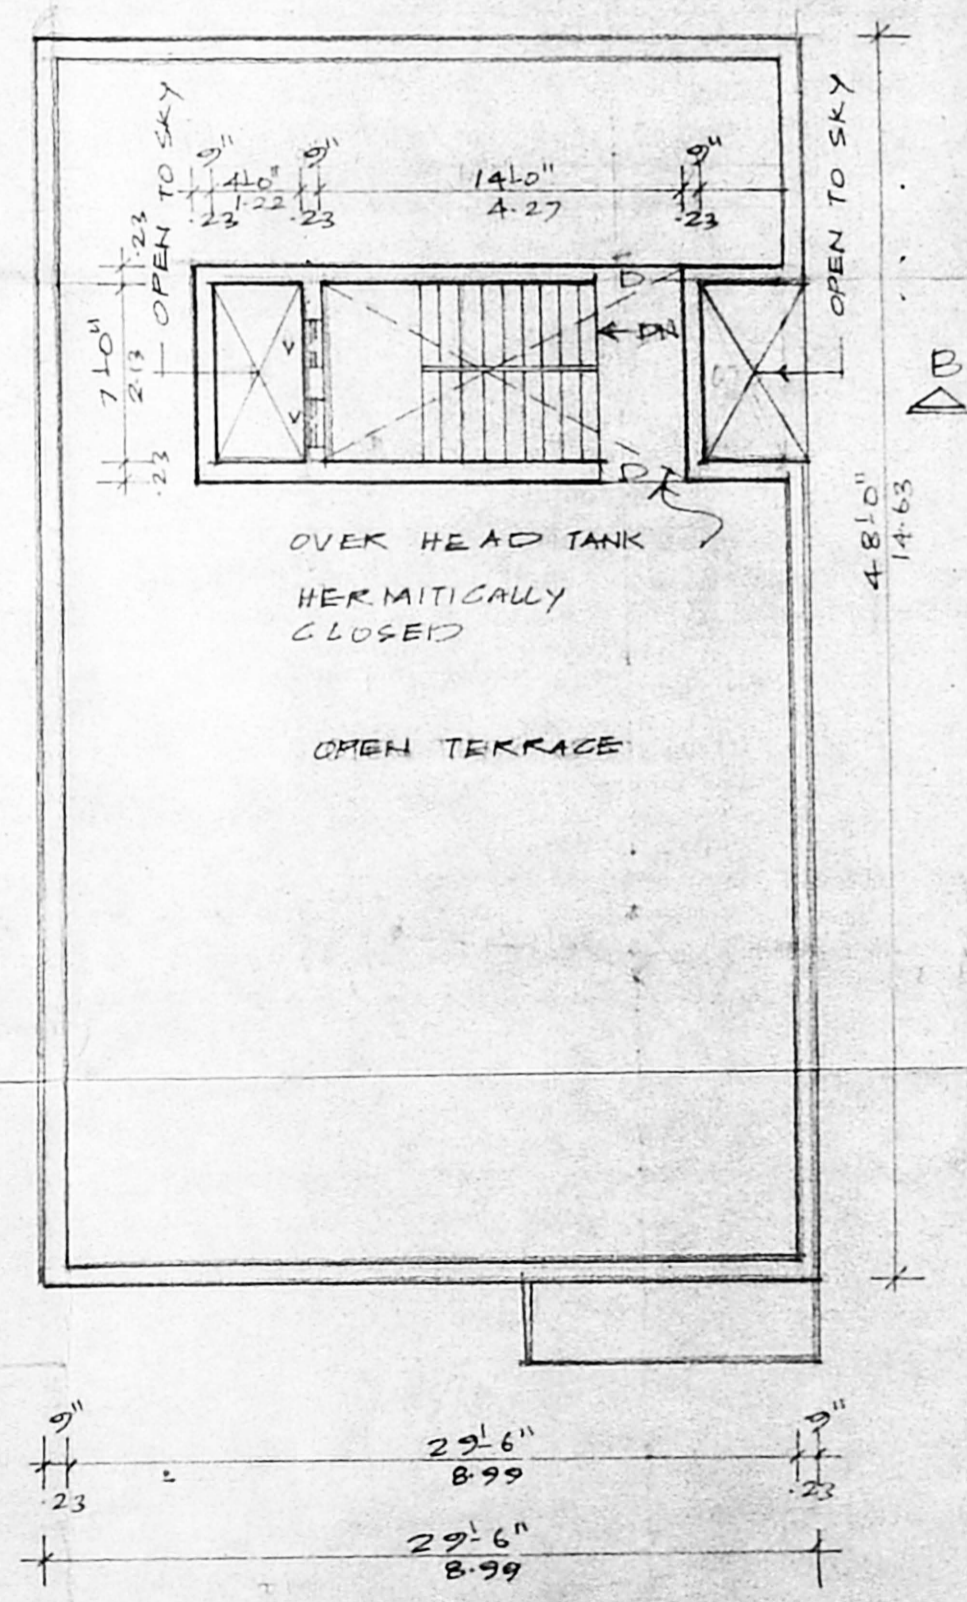 OPEN TO SKY
OPEN TO SKY
9"
4'-0"
1.22
.23
9"
.23
14'-0"
4.27
9"
.23
.23
7'-0"
2.13
.23
D
DN
D
B
48'-0"
14.63
OVER HEAD TANK
HERMITICALLY
CLOSED
OPEN TERRACE
9"
.23
29'-6"
8.99
9"
.23
29'-6"
8.99